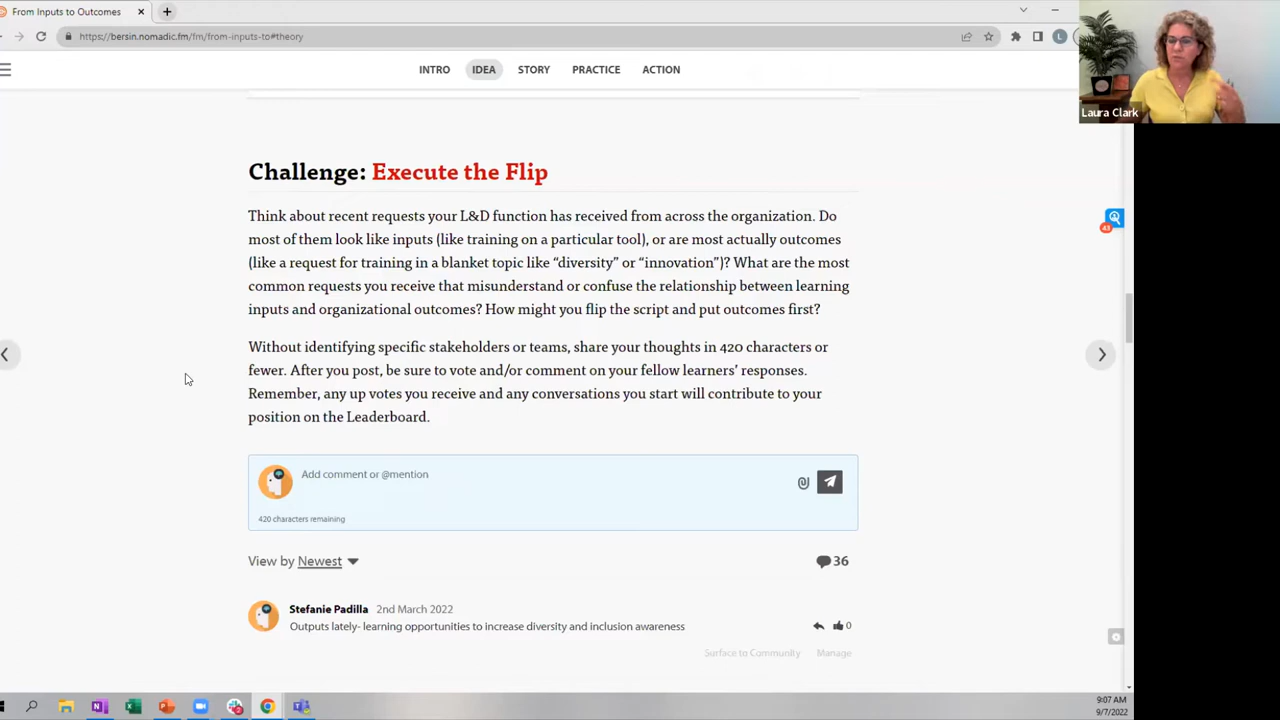 From Inputs to Outcomes
https://bersin.nomadic.fm/fm/from-inputs-to#theory
L
INTRO IDEA STORY PRACTICE ACTION
Laura Clark
Challenge: Execute the Flip
Think about recent requests your L&D function has received from across the organization. Do
most of them look like inputs (like training on a particular tool), or are most actually outcomes
(like a request for training in a blanket topic like “diversity” or “innovation”)? What are the most
common requests you receive that misunderstand or confuse the relationship between learning
inputs and organizational outcomes? How might you flip the script and put outcomes first?
43
Without identifying specific stakeholders or teams, share your thoughts in 420 characters or
fewer. After you post, be sure to vote and/or comment on your fellow learners’ responses.
Remember, any up votes you receive and any conversations you start will contribute to your
position on the Leaderboard.
Add comment or @mention
420 characters remaining
View by Newest
36
Stefanie Padilla 2nd March 2022
Outputs lately- learning opportunities to increase diversity and inclusion awareness
0
Surface to Community Manage
9:07 AM
9/7/2022